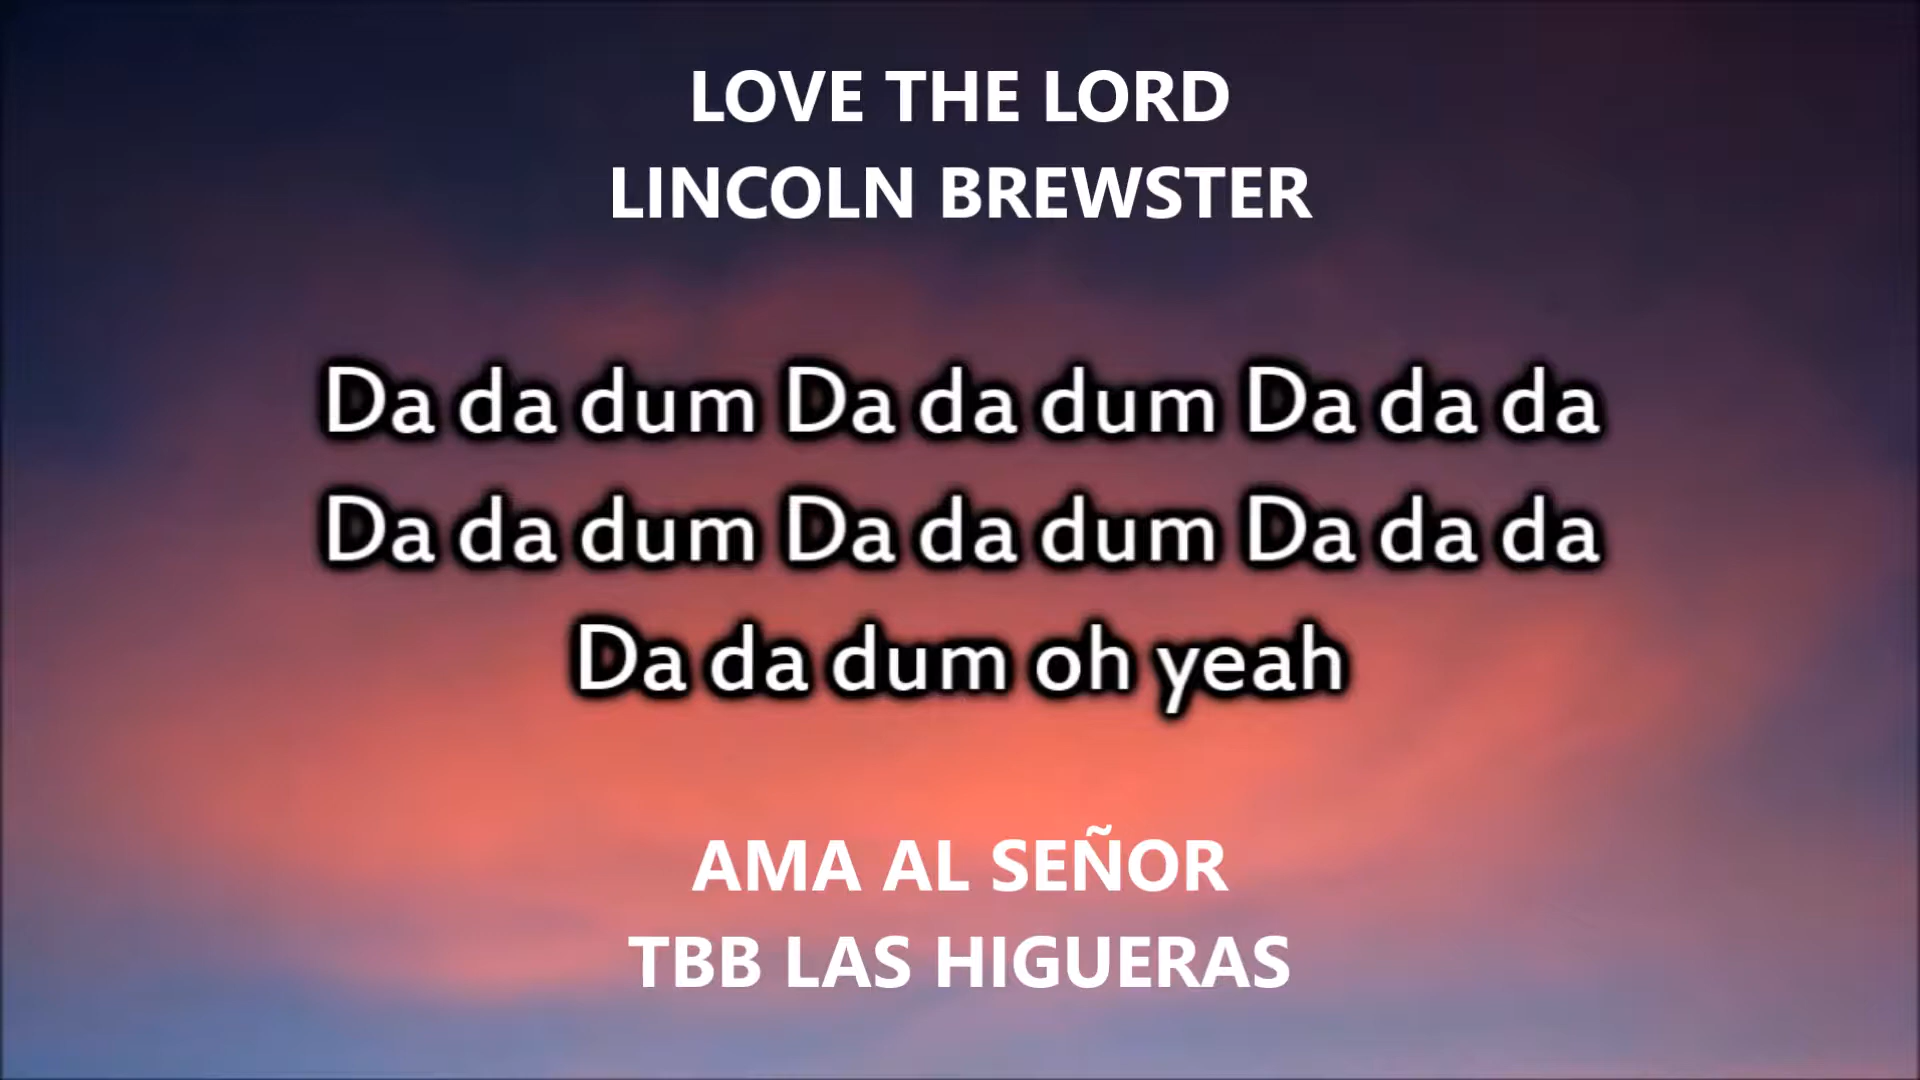 LOVE THE LORD
LINCOLN BREWSTER
Da da dum Da da dum Da da da
Da da dum Da da dum Da da da
Da da dum oh yeah
AMA AL SEÑOR
TBB LAS HIGUERAS